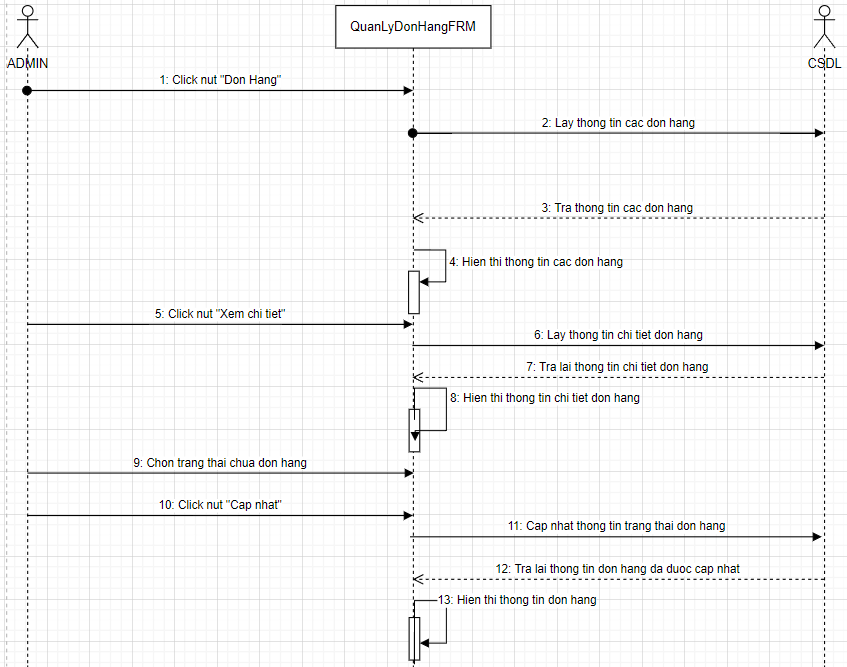 QuanLyDonHangFRM
ADMIN
CSDL
1: Click nut "Don Hang"
2: Lay thong tin cac don hang
3: Tra thong tin cac don hang
4: Hien thi thong tin cac don hang
5: Click nut "Xem chi tiet"
6: Lay thong tin chi tiet don hang
7: Tra lai thong tin chi tiet don hang
8: Hien thi thong tin chi tiet don hang
9: Chon trang thai chua don hang
10: Click nut "Cap nhat"
11: Cap nhat thong tin trang thai don hang
12: Tra lai thong tin don hang da duoc cap nhat
13: Hien thi thong tin don hang